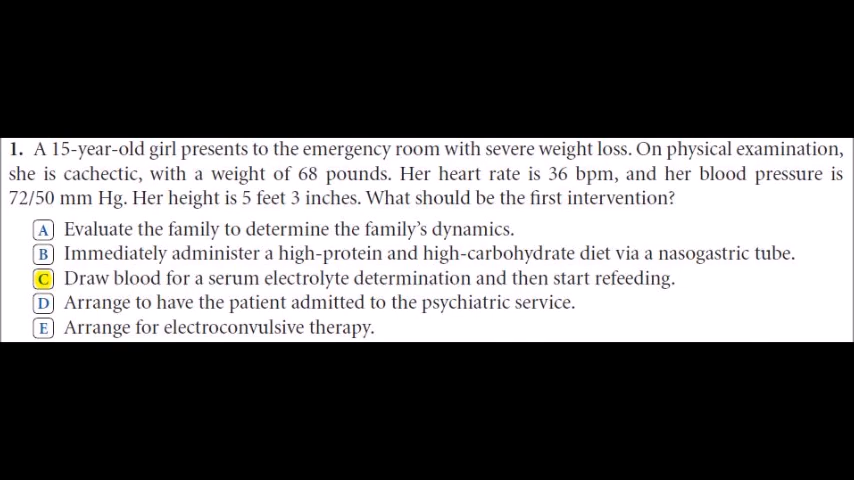 1. A 15-year-old girl presents to the emergency room with severe weight loss. On physical examination,
she is cachectic, with a weight of 68 pounds. Her heart rate is 36 bpm, and her blood pressure is
72/50 mm Hg. Her height is 5 feet 3 inches. What should be the first intervention?
A Evaluate the family to determine the family’s dynamics.
B Immediately administer a high-protein and high-carbohydrate diet via a nasogastric tube.
C Draw blood for a serum electrolyte determination and then start refeeding.
D Arrange to have the patient admitted to the psychiatric service.
E Arrange for electroconvulsive therapy.